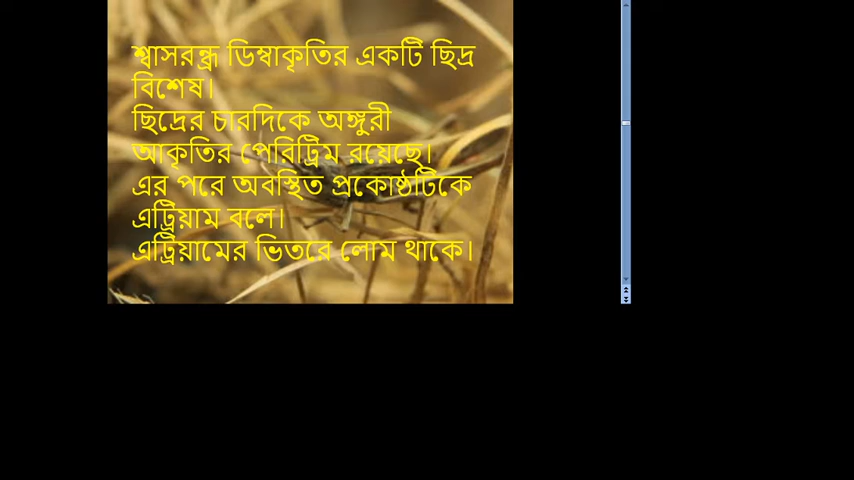 শ্বাসরন্ধ্র ডিম্বাকৃতির একটি ছিদ্র
বিশেষ।
ছিদ্রের চারদিকে অঙ্গুরী
আকৃতির পেরিট্রিম রয়েছে।
এর পরে অবস্থিত প্রকোষ্ঠটিকে
এট্রিয়াম বলে।
এট্রিয়ামের ভিতরে লোম থাকে।